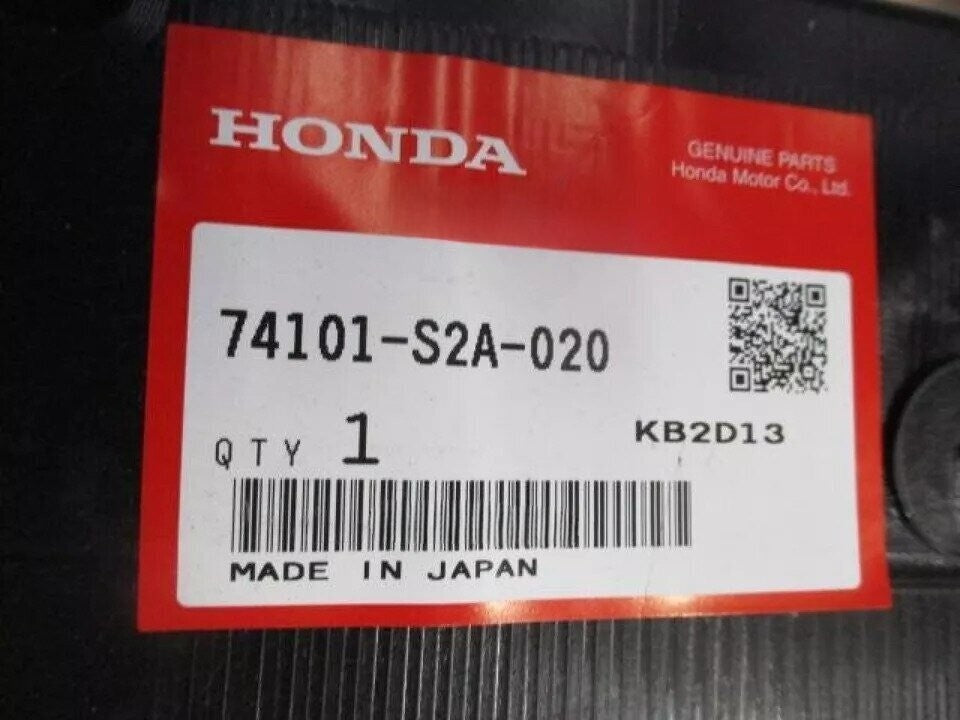 HONDA
GENUINE PARTS
Honda Motor Co., Ltd.
74101-S2A-020
QTY 1
KB2D13
MADE IN JAPAN